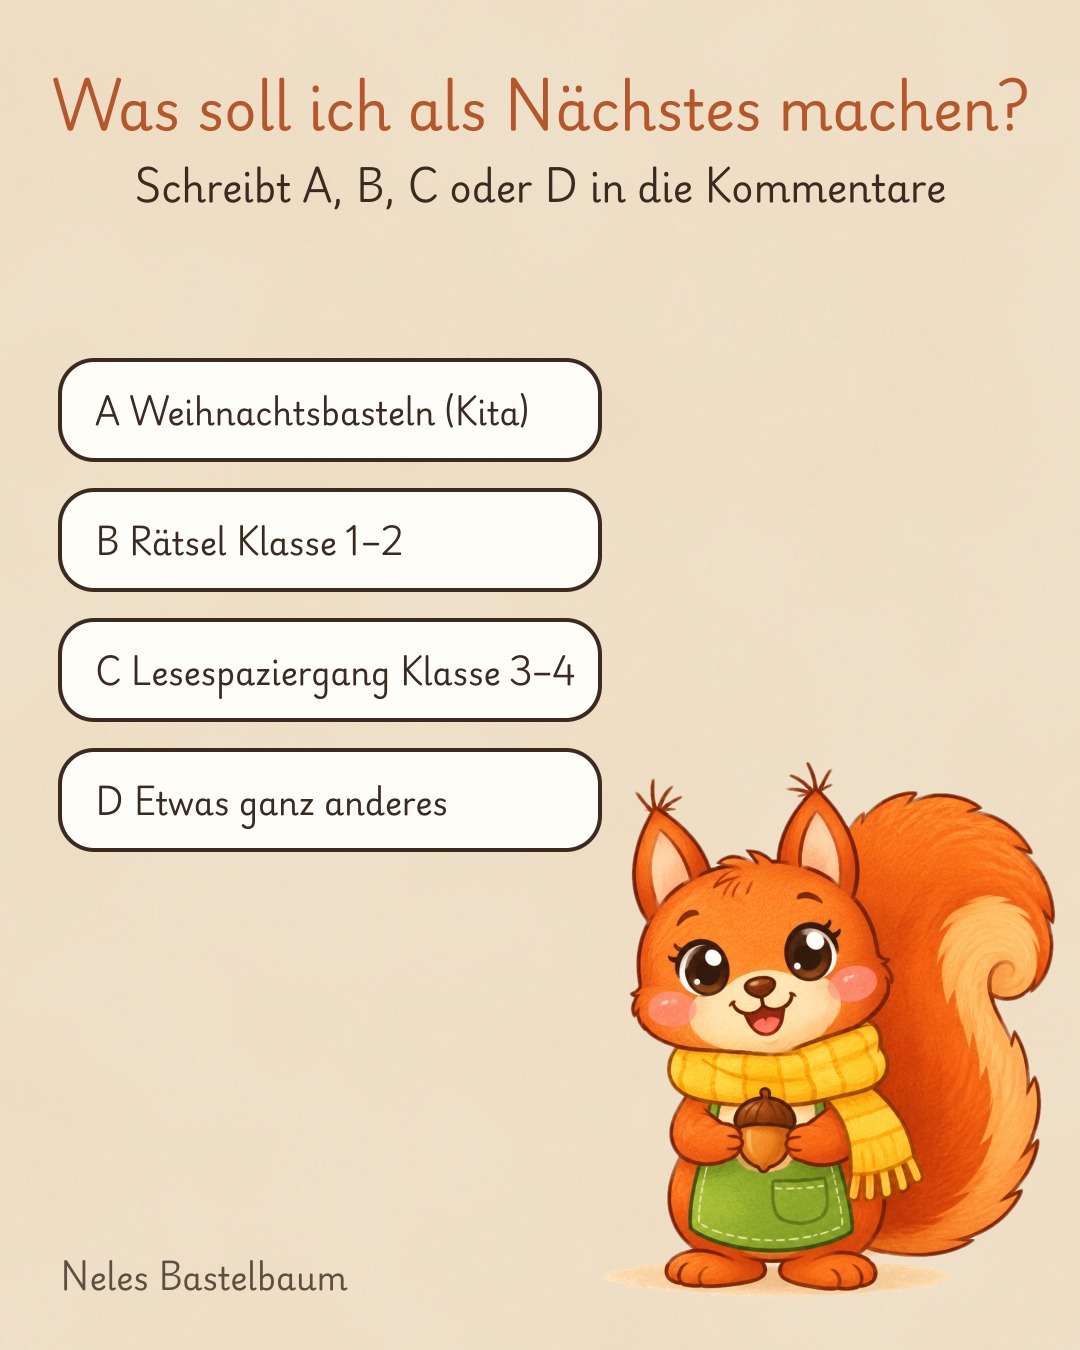 Was soll ich als Nächstes machen?
Schreibt A, B, C oder D in die Kommentare
A Weihnachtsbasteln (Kita)
B Rätsel Klasse 1–2
C Lesespaziergang Klasse 3–4
D Etwas ganz anderes
Neles Bastelbaum